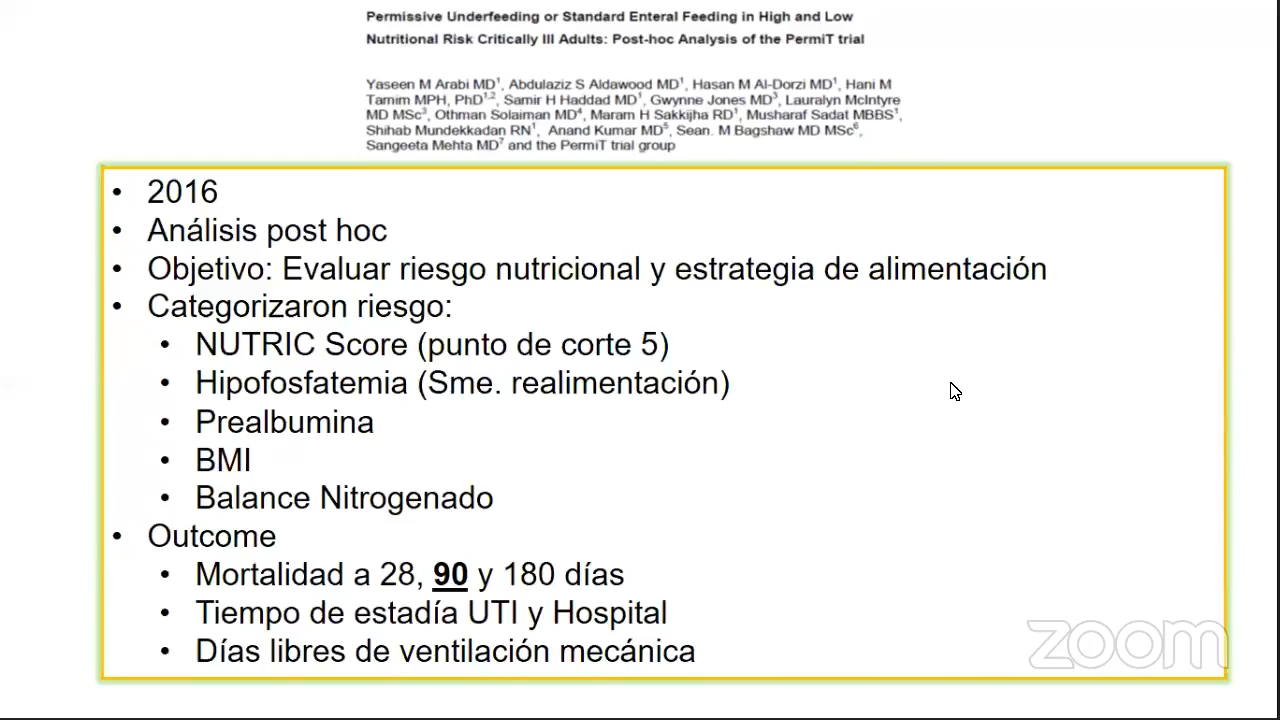 Permissive Underfeeding or Standard Enteral Feeding in High and Low
Nutritional Risk Critically Ill Adults: Post-hoc Analysis of the PermiT trial
Yaseen M Arabi MD1, Abdulaziz S Aldawood MD1, Hasan M Al-Dorzi MD1, Hani M
Tamim MPH, PhD1,2, Samir H Haddad MD1, Gwynne Jones MD3, Lauralyn McIntyre
MD MSc3, Othman Solaiman MD4, Maram H Sakkijha RD1, Musharaf Sadat MBBS1,
Shihab Mundekkadan RN1, Anand Kumar MD5, Sean. M Bagshaw MD MSc6,
Sangeeta Mehta MD7 and the PermiT trial group
• 2016
• Análisis post hoc
• Objetivo: Evaluar riesgo nutricional y estrategia de alimentación
• Categorizaron riesgo:
• NUTRIC Score (punto de corte 5)
• Hipofosfatemia (Sme. realimentación)
• Prealbumina
• BMI
• Balance Nitrogenado
• Outcome
• Mortalidad a 28, 90 y 180 días
• Tiempo de estadía UTI y Hospital
• Días libres de ventilación mecánica
zoom